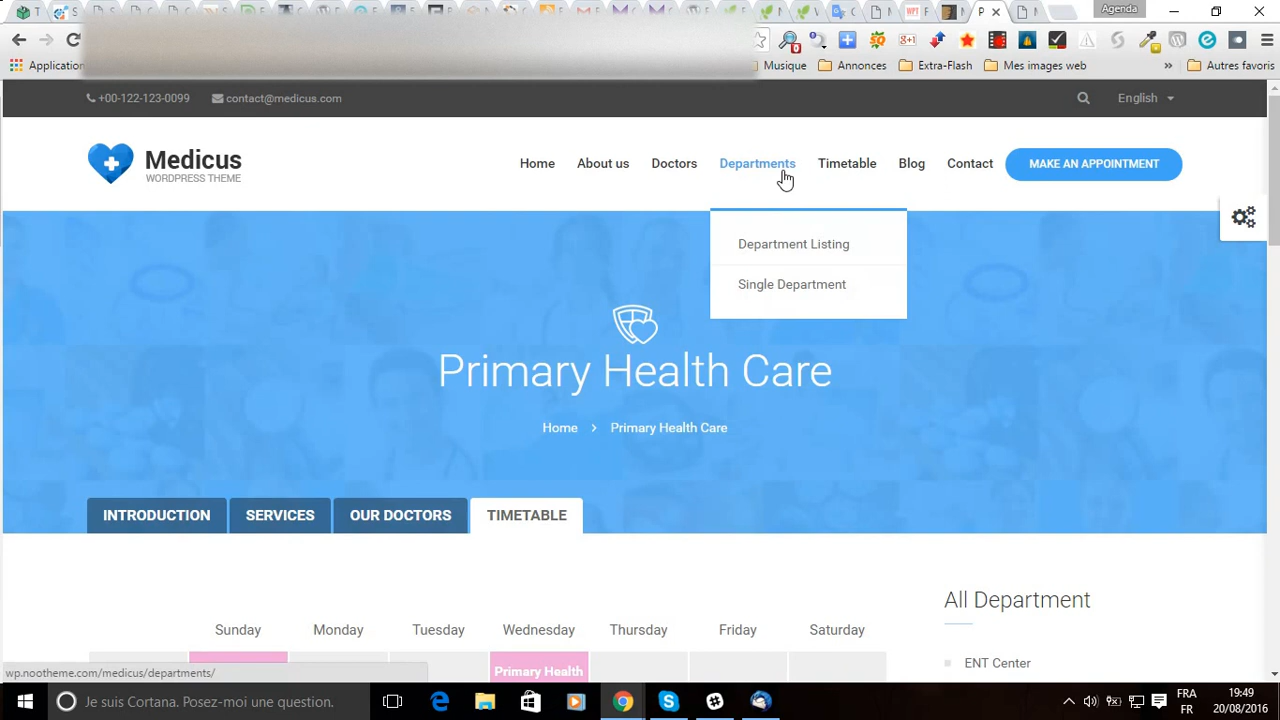 Agenda
Application
Musique
Annonces
Extra-Flash
Mes images web
»
Autres favoris
+00-122-123-0099
contact@medicus.com
English
Medicus
WORDPRESS THEME
Home
About us
Doctors
Departments
Timetable
Blog
Contact
MAKE AN APPOINTMENT
Department Listing
Single Department
Primary Health Care
Home > Primary Health Care
INTRODUCTION
SERVICES
OUR DOCTORS
TIMETABLE
All Department
Sunday
Monday
Tuesday
Wednesday
Thursday
Friday
Saturday
ENT Center
Primary Health
wp.nootheme.com/medicus/departments/
Je suis Cortana. Posez-moi une question.
FRA
FR
19:49
20/08/2016